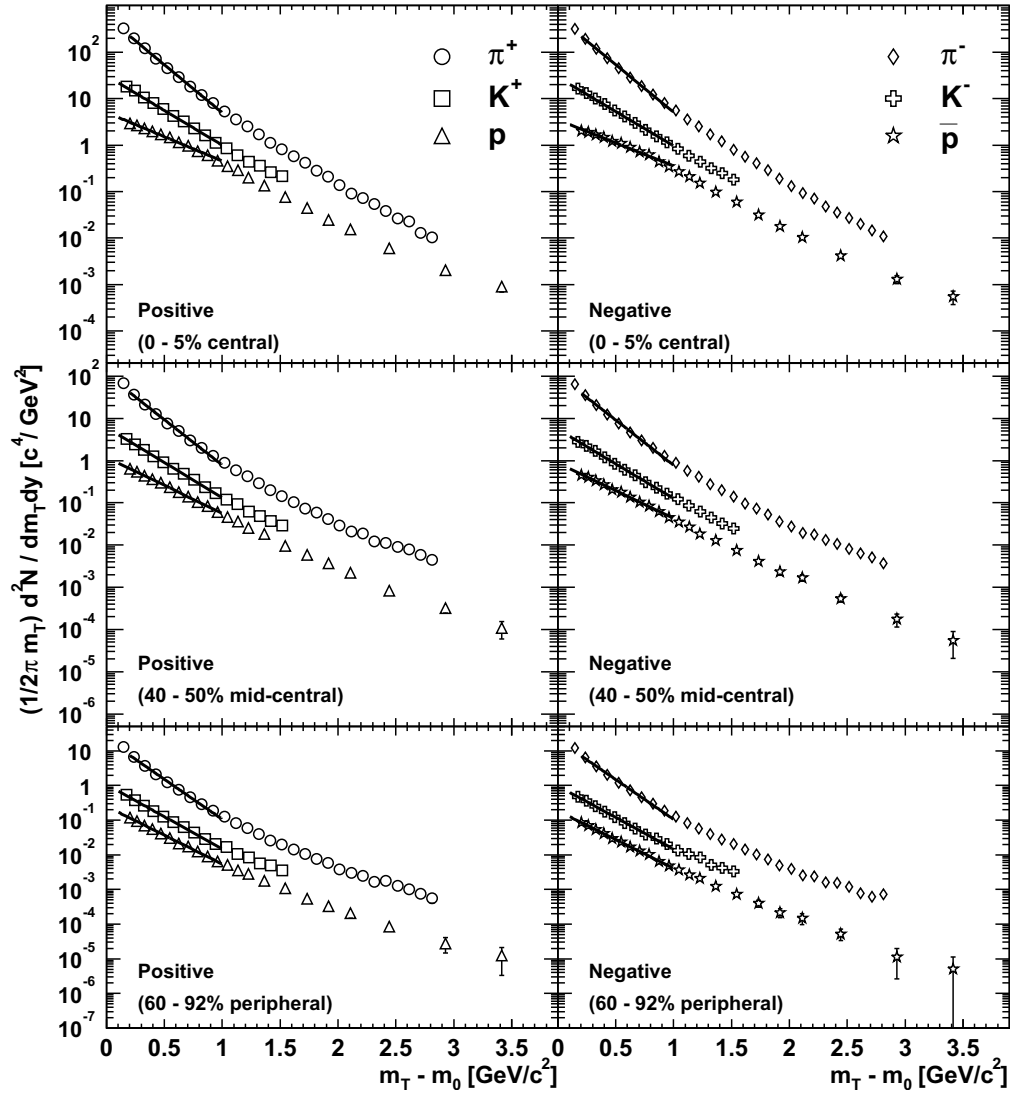 (1/2π m_T) d²N / dm_Tdy [c⁴/ GeV²]
10² 10 1 10⁻¹ 10⁻² 10⁻³ 10⁻⁴
π⁺
K⁺
p
Positive
(0 - 5% central)
π⁻
K⁻
p̅
Negative
(0 - 5% central)
10² 10 1 10⁻¹ 10⁻² 10⁻³ 10⁻⁴ 10⁻⁵ 10⁻⁶
Positive
(40 - 50% mid-central)
Negative
(40 - 50% mid-central)
10 1 10⁻¹ 10⁻² 10⁻³ 10⁻⁴ 10⁻⁵ 10⁻⁶ 10⁻⁷
Positive
(60 - 92% peripheral)
Negative
(60 - 92% peripheral)
0 0.5 1 1.5 2 2.5 3 3.5
0 0.5 1 1.5 2 2.5 3 3.5
m_T - m₀ [GeV/c²]
m_T - m₀ [GeV/c²]